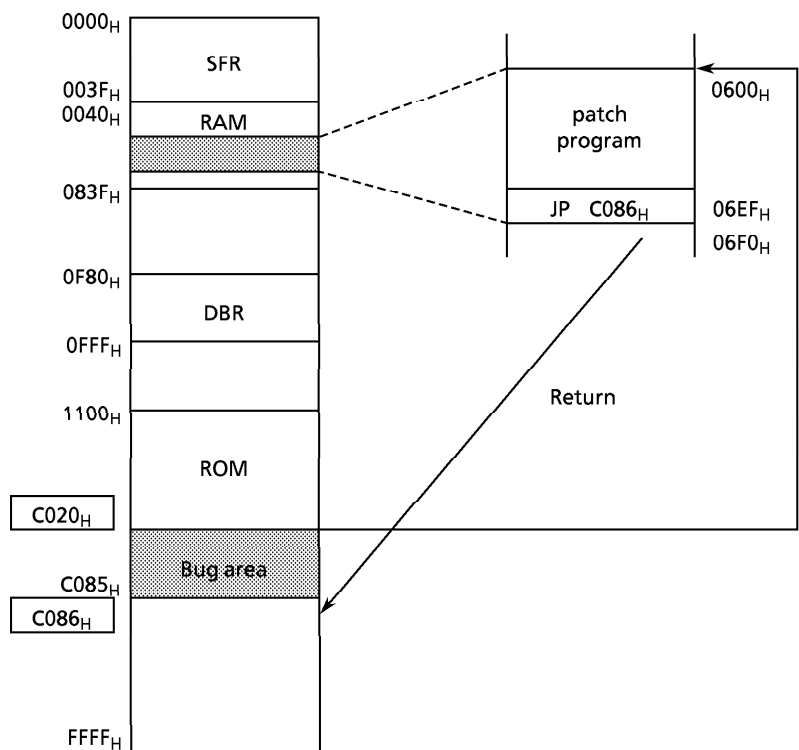 0000H
SFR
003FH
0040H
RAM
083FH
0F80H
DBR
0FFFH
1100H
ROM
C020H
Bug area
C085H
C086H
FFFFH
0600H
patch
program
JP C086H
06EFH
06F0H
Return